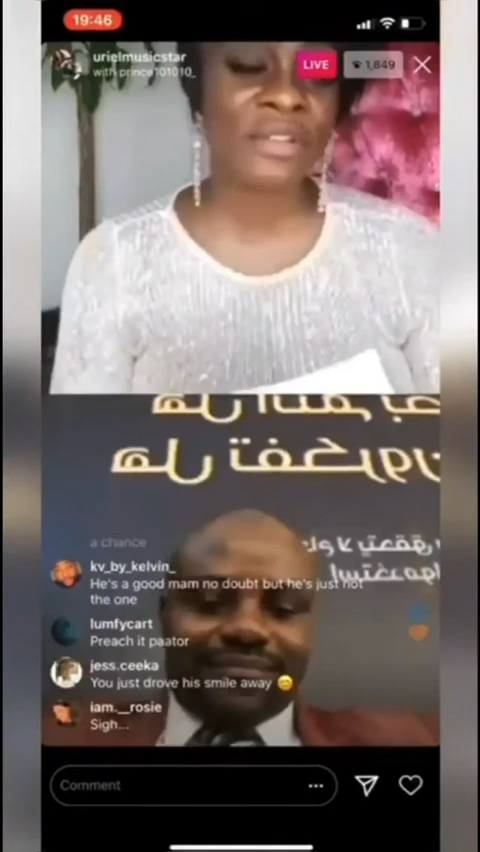 19:46
urielmusicstar
with prince101010_
LIVE
1,849
a chance
kv_by_kelvin_
He's a good mam no doubt but he's just not
the one
lumfycart
Preach it paator
jess.ceeka
You just drove his smile away 😊
iam.__rosie
Sigh...
Comment